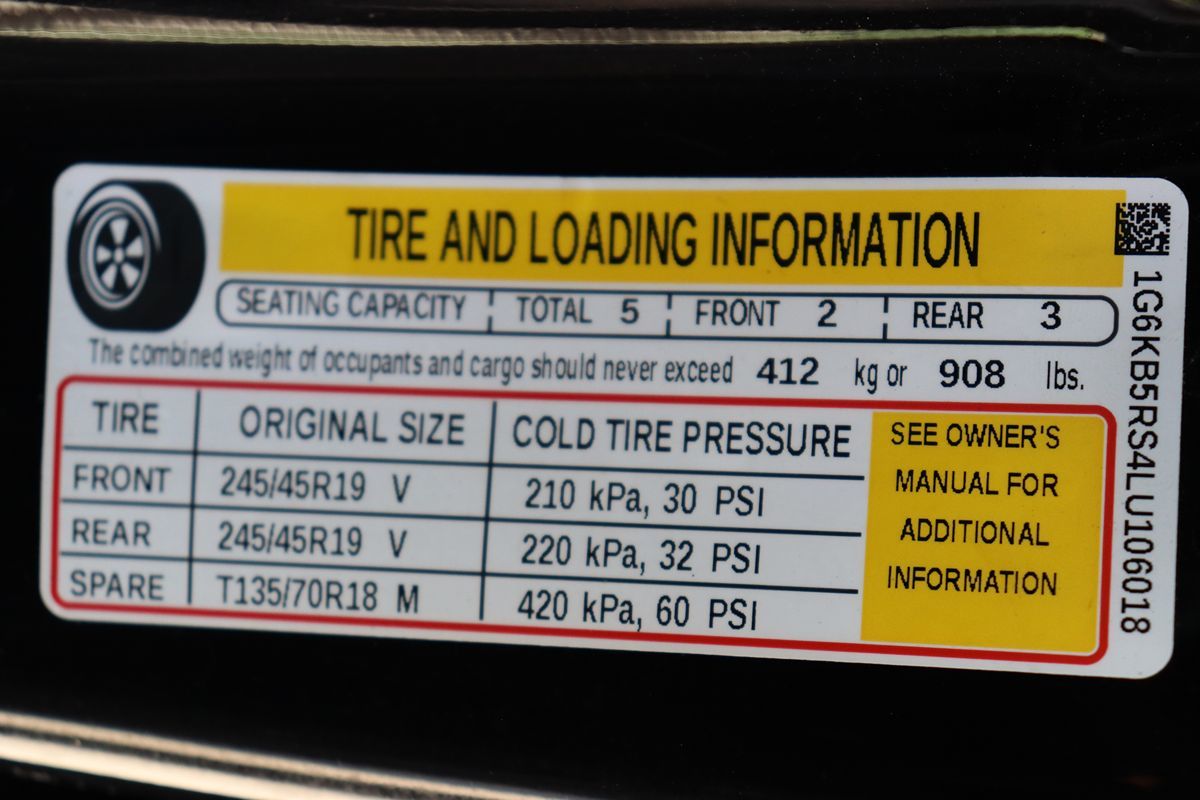 TIRE AND LOADING INFORMATION
SEATING CAPACITY TOTAL 5 FRONT 2 REAR 3
The combined weight of occupants and cargo should never exceed 412 kg or 908 lbs.
TIRE ORIGINAL SIZE COLD TIRE PRESSURE
FRONT 245/45R19 V 210 kPa, 30 PSI
REAR 245/45R19 V 220 kPa, 32 PSI
SPARE T135/70R18 M 420 kPa, 60 PSI
SEE OWNER'S
MANUAL FOR
ADDITIONAL
INFORMATION
1G6KB5RS4LU106018